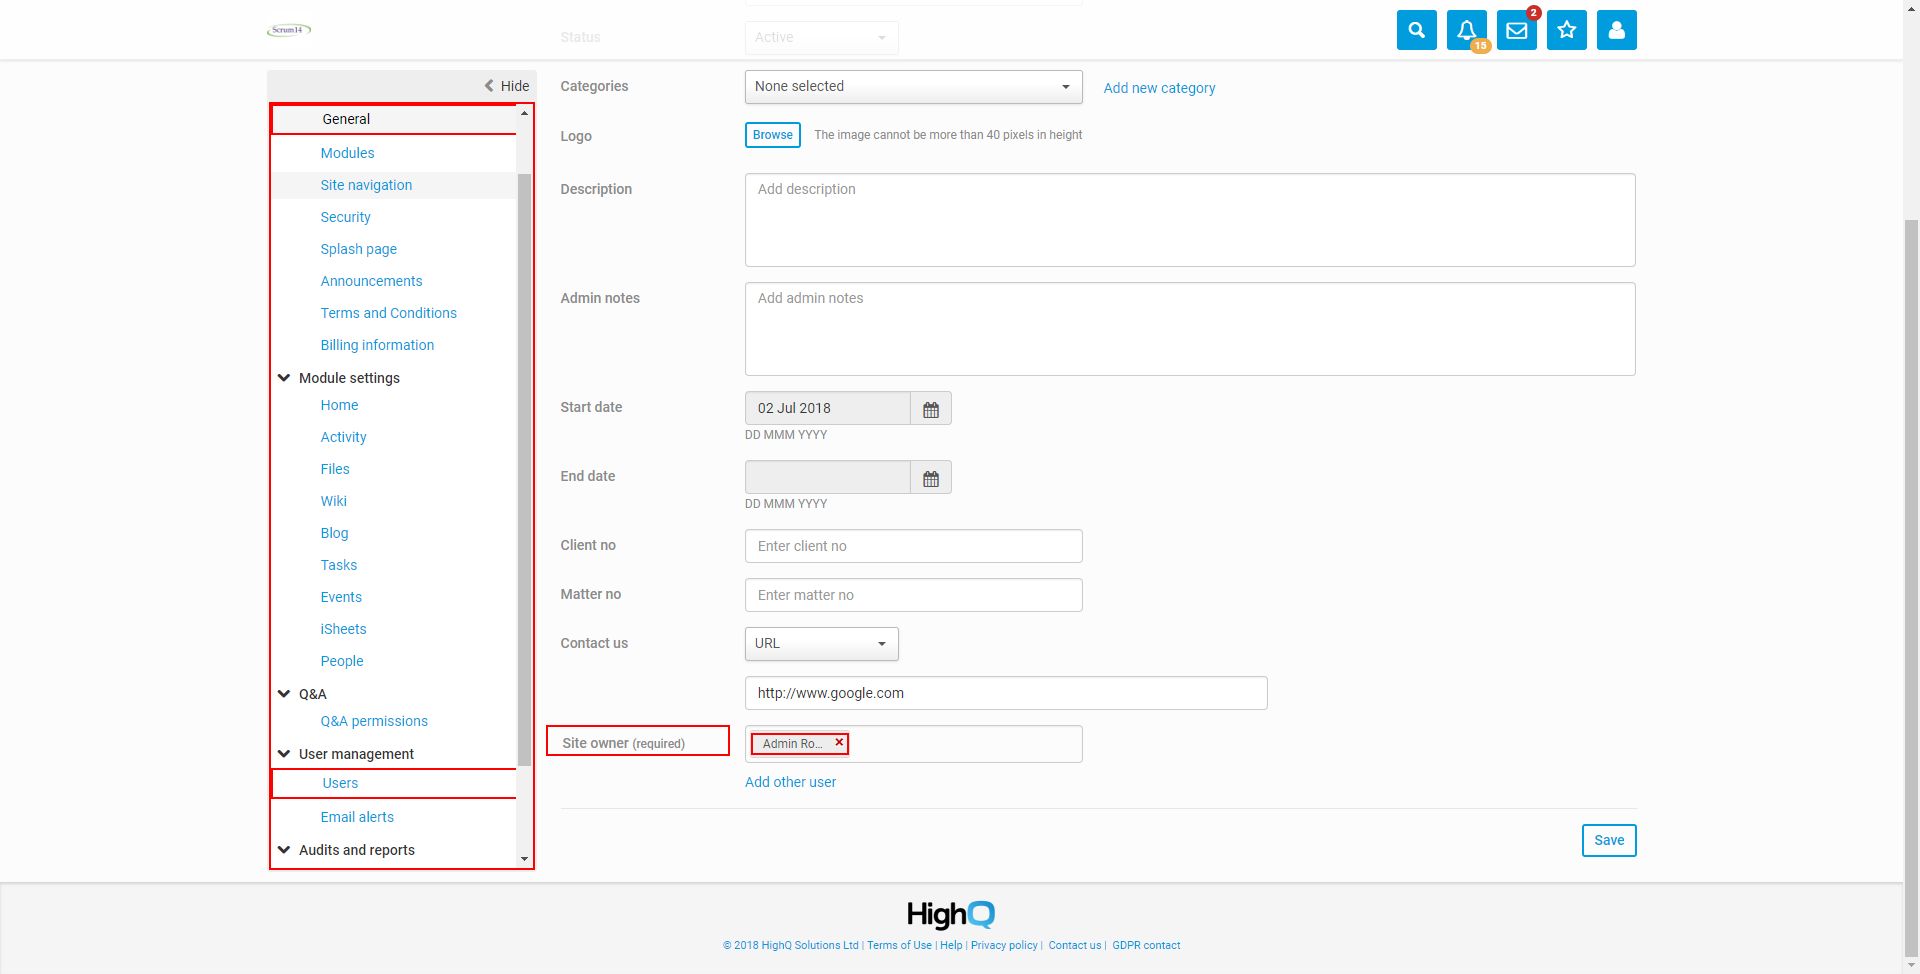 Scrum14
Status
Active
15
2
Hide
General
Modules
Site navigation
Security
Splash page
Announcements
Terms and Conditions
Billing information
Module settings
Home
Activity
Files
Wiki
Blog
Tasks
Events
iSheets
People
Q&A
Q&A permissions
User management
Users
Email alerts
Audits and reports
Categories
None selected
Add new category
Logo
Browse
The image cannot be more than 40 pixels in height
Description
Add description
Admin notes
Add admin notes
Start date
02 Jul 2018
DD MMM YYYY
End date
DD MMM YYYY
Client no
Enter client no
Matter no
Enter matter no
Contact us
URL
http://www.google.com
Site owner (required)
Admin Ro...
Add other user
Save
HighQ
© 2018 HighQ Solutions Ltd | Terms of Use | Help | Privacy policy | Contact us | GDPR contact